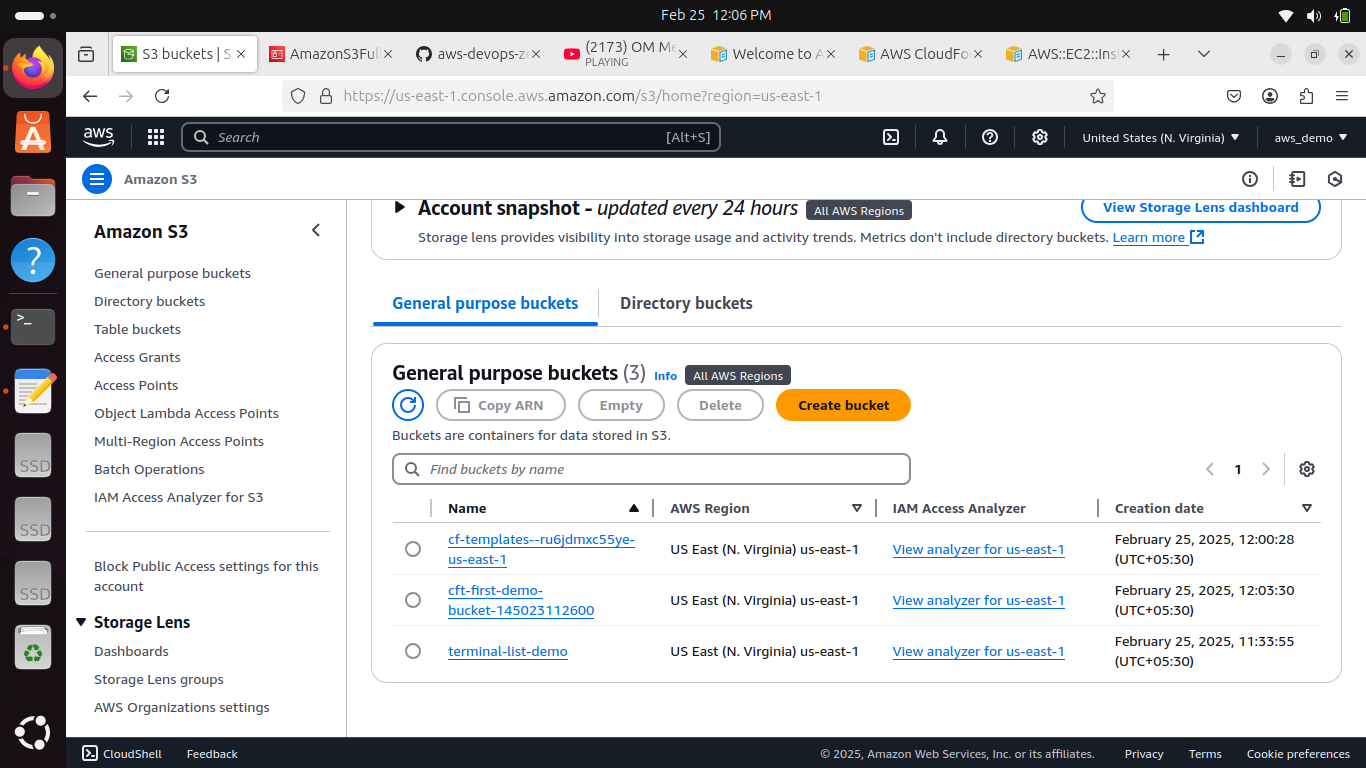 Feb 25 12:06 PM
S3 buckets | S
AmazonS3Full
aws-devops-ze
(2173) OM Me
PLAYING
Welcome to A
AWS CloudFo
AWS::EC2::Inst
https://us-east-1.console.aws.amazon.com/s3/home?region=us-east-1
aws
Search
[Alt+S]
United States (N. Virginia)
aws_demo
Amazon S3
Amazon S3
General purpose buckets
Directory buckets
Table buckets
Access Grants
Access Points
Object Lambda Access Points
Multi-Region Access Points
Batch Operations
IAM Access Analyzer for S3
Block Public Access settings for this
account
Storage Lens
Dashboards
Storage Lens groups
AWS Organizations settings
Account snapshot - updated every 24 hours All AWS Regions
View Storage Lens dashboard
Storage lens provides visibility into storage usage and activity trends. Metrics don't include directory buckets. Learn more
General purpose buckets
Directory buckets
General purpose buckets (3) Info All AWS Regions
Copy ARN
Empty
Delete
Create bucket
Buckets are containers for data stored in S3.
Find buckets by name
1
Name
AWS Region
IAM Access Analyzer
Creation date
cf-templates--ru6jdmxc55ye-
us-east-1
US East (N. Virginia) us-east-1
View analyzer for us-east-1
February 25, 2025, 12:00:28
(UTC+05:30)
cft-first-demo-
bucket-145023112600
US East (N. Virginia) us-east-1
View analyzer for us-east-1
February 25, 2025, 12:03:30
(UTC+05:30)
terminal-list-demo
US East (N. Virginia) us-east-1
View analyzer for us-east-1
February 25, 2025, 11:33:55
(UTC+05:30)
SSD
SSD
SSD
CloudShell
Feedback
© 2025, Amazon Web Services, Inc. or its affiliates.
Privacy
Terms
Cookie preferences